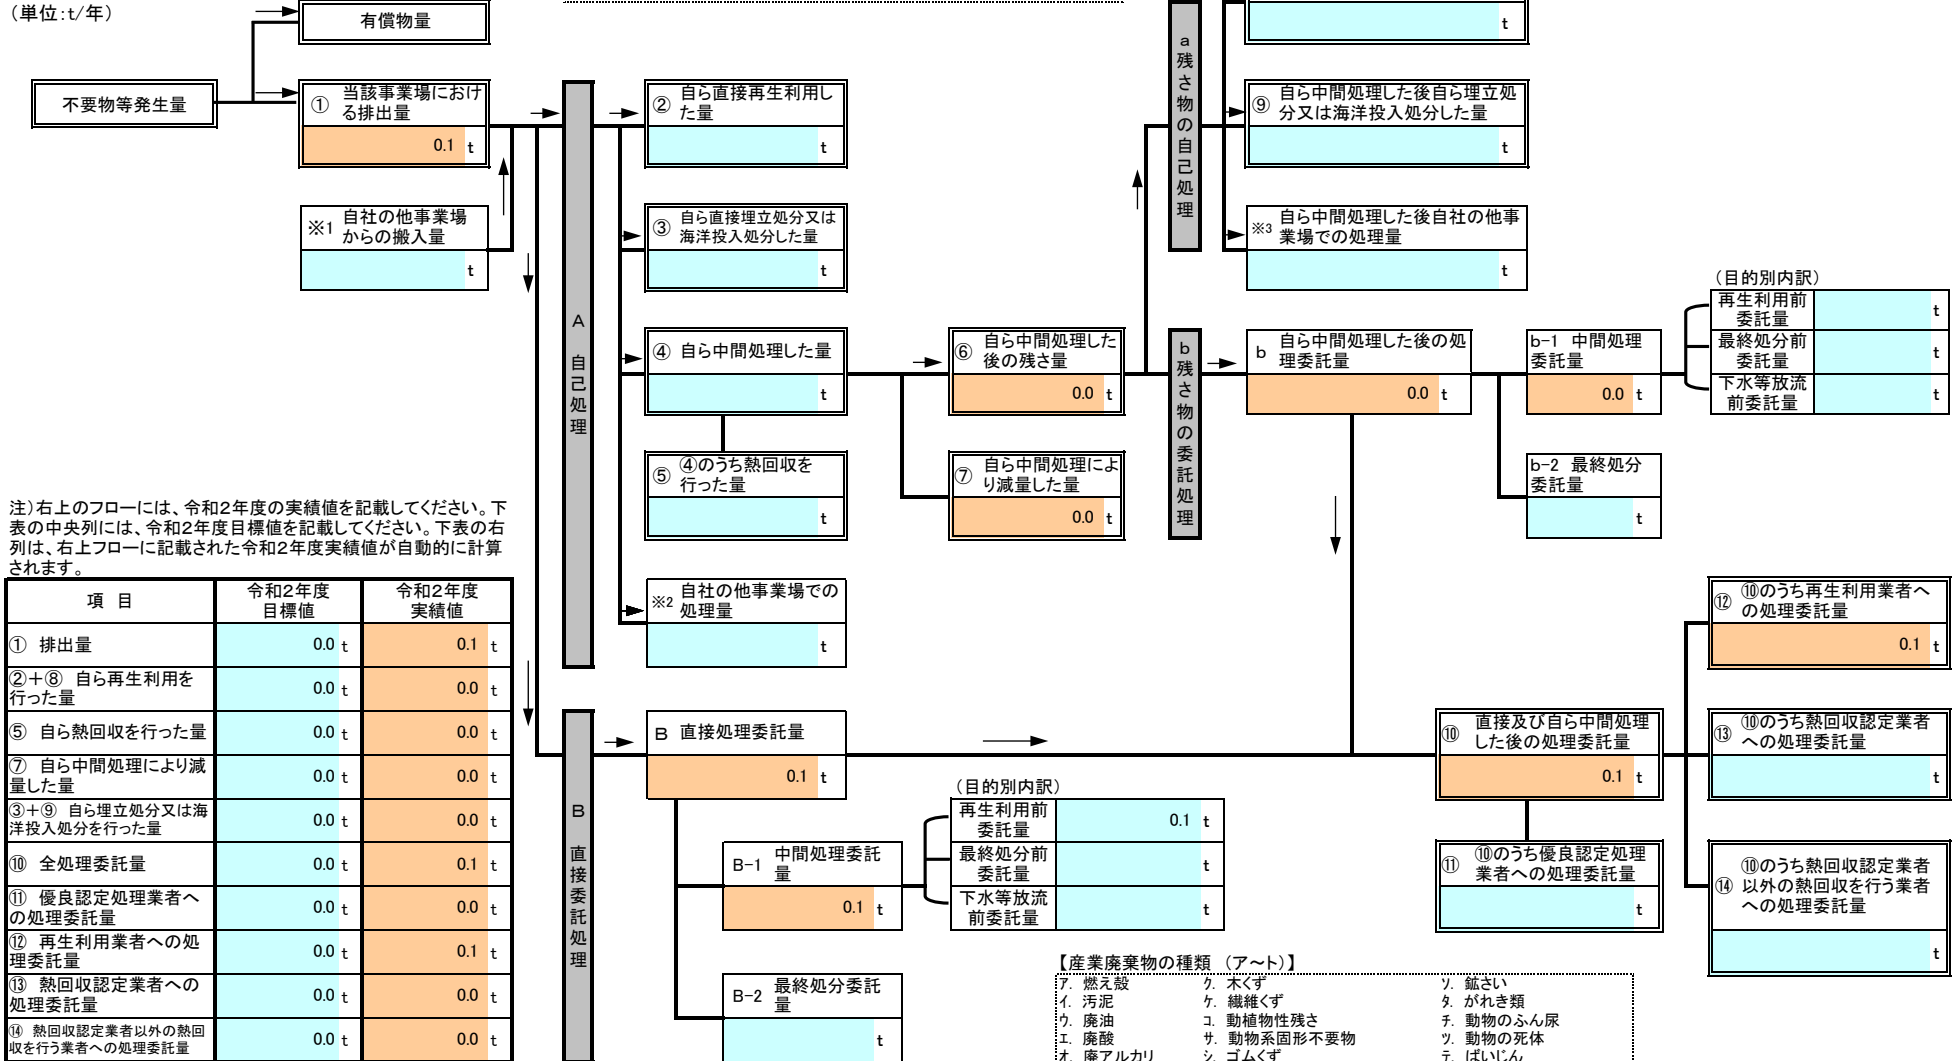 (単位:t/年)
有償物量
不要物等発生量
① 当該事業場におけ
る排出量
0.1 t
※1 自社の他事業場
からの搬入量
t
A 自己処理
② 自ら直接再生利用し
た量
t
③ 自ら直接埋立処分又は
海洋投入処分した量
t
④ 自ら中間処理した量
t
⑤ ④のうち熱回収を
行った量
t
※2 自社の他事業場での
処理量
t
⑥ 自ら中間処理した
後の残さ量
0.0 t
⑦ 自ら中間処理によ
り減量した量
0.0 t
a 残さ物の自己処理
t
⑨ 自ら中間処理した後自ら埋立処
分又は海洋投入処分した量
t
※3 自ら中間処理した後自社の他事
業場での処理量
t
b 残さ物の委託処理
b 自ら中間処理した後の処
理委託量
0.0 t
b-1 中間処理
委託量
0.0 t
b-2 最終処分
委託量
t
(目的別内訳)
再生利用前
委託量
t
最終処分前
委託量
t
下水等放流
前委託量
t
注)右上のフローには、令和2年度の実績値を記載してください。下
表の中央列には、令和2年度目標値を記載してください。下表の右
列は、右上フローに記載された令和2年度実績値が自動的に計算
されます。
項 目
令和2年度
目標値
令和2年度
実績値
① 排出量 0.0 t 0.1 t
②+⑧ 自ら再生利用を
行った量
0.0 t 0.0 t
⑤ 自ら熱回収を行った量 0.0 t 0.0 t
⑦ 自ら中間処理により減
量した量
0.0 t 0.0 t
③+⑨ 自ら埋立処分又は海
洋投入処分を行った量
0.0 t 0.0 t
⑩ 全処理委託量 0.0 t 0.1 t
⑪ 優良認定処理業者へ
の処理委託量
0.0 t 0.0 t
⑫ 再生利用業者への処
理委託量
0.0 t 0.1 t
⑬ 熱回収認定業者への
処理委託量
0.0 t 0.0 t
⑭ 熱回収認定業者以外の熱回
収を行う業者への処理委託量
0.0 t 0.0 t
B 直接委託処理
B 直接処理委託量
0.1 t
B-1 中間処理委託
量
0.1 t
B-2 最終処分委託
量
t
(目的別内訳)
再生利用前
委託量
0.1 t
最終処分前
委託量
t
下水等放流
前委託量
t
⑩ 直接及び自ら中間処理
した後の処理委託量
0.1 t
⑪ ⑩のうち優良認定処理
業者への処理委託量
t
⑫ ⑩のうち再生利用業者へ
の処理委託量
0.1 t
⑬ ⑩のうち熱回収認定業者
への処理委託量
t
⑭ ⑩のうち熱回収認定業者
以外の熱回収を行う業者
への処理委託量
t
【産業廃棄物の種類 (ア~ト)】
ア. 燃え殻 ク. 木くず ソ. 鉱さい
イ. 汚泥 ケ. 繊維くず タ. がれき類
ウ. 廃油 コ. 動植物性残さ チ. 動物のふん尿
エ. 廃酸 サ. 動物系固形不要物 ツ. 動物の死体
オ. 廃アルカリ シ. ゴムくず テ. ばいじん